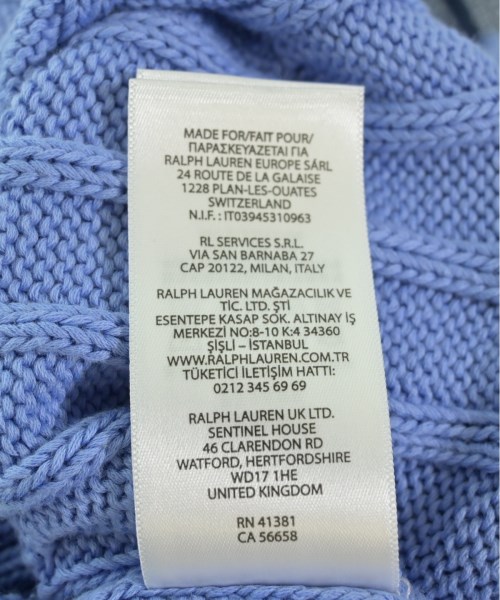 MADE FOR/FAIT POUR/
ΠΑΡΑΣΚΕΥΑΖΕΤΑΙ ΓΙΑ
RALPH LAUREN EUROPE SÁRL
24 ROUTE DE LA GALAISE
1228 PLAN-LES-OUATES
SWITZERLAND
N.I.F. : IT03945310963
RL SERVICES S.R.L.
VIA SAN BARNABA 27
CAP 20122, MILAN, ITALY
RALPH LAUREN MAĞAZACILIK VE
TİC. LTD. ŞTİ
ESENTEPE KASAP SOK. ALTINAY İŞ
MERKEZİ NO:8-10 K:4 34360
ŞİŞLİ – İSTANBUL
WWW.RALPHLAUREN.COM.TR
TÜKETİCİ İLETİŞİM HATTI:
0212 345 69 69
RALPH LAUREN UK LTD.
SENTINEL HOUSE
46 CLARENDON RD
WATFORD, HERTFORDSHIRE
WD17 1HE
UNITED KINGDOM
RN 41381
CA 56658